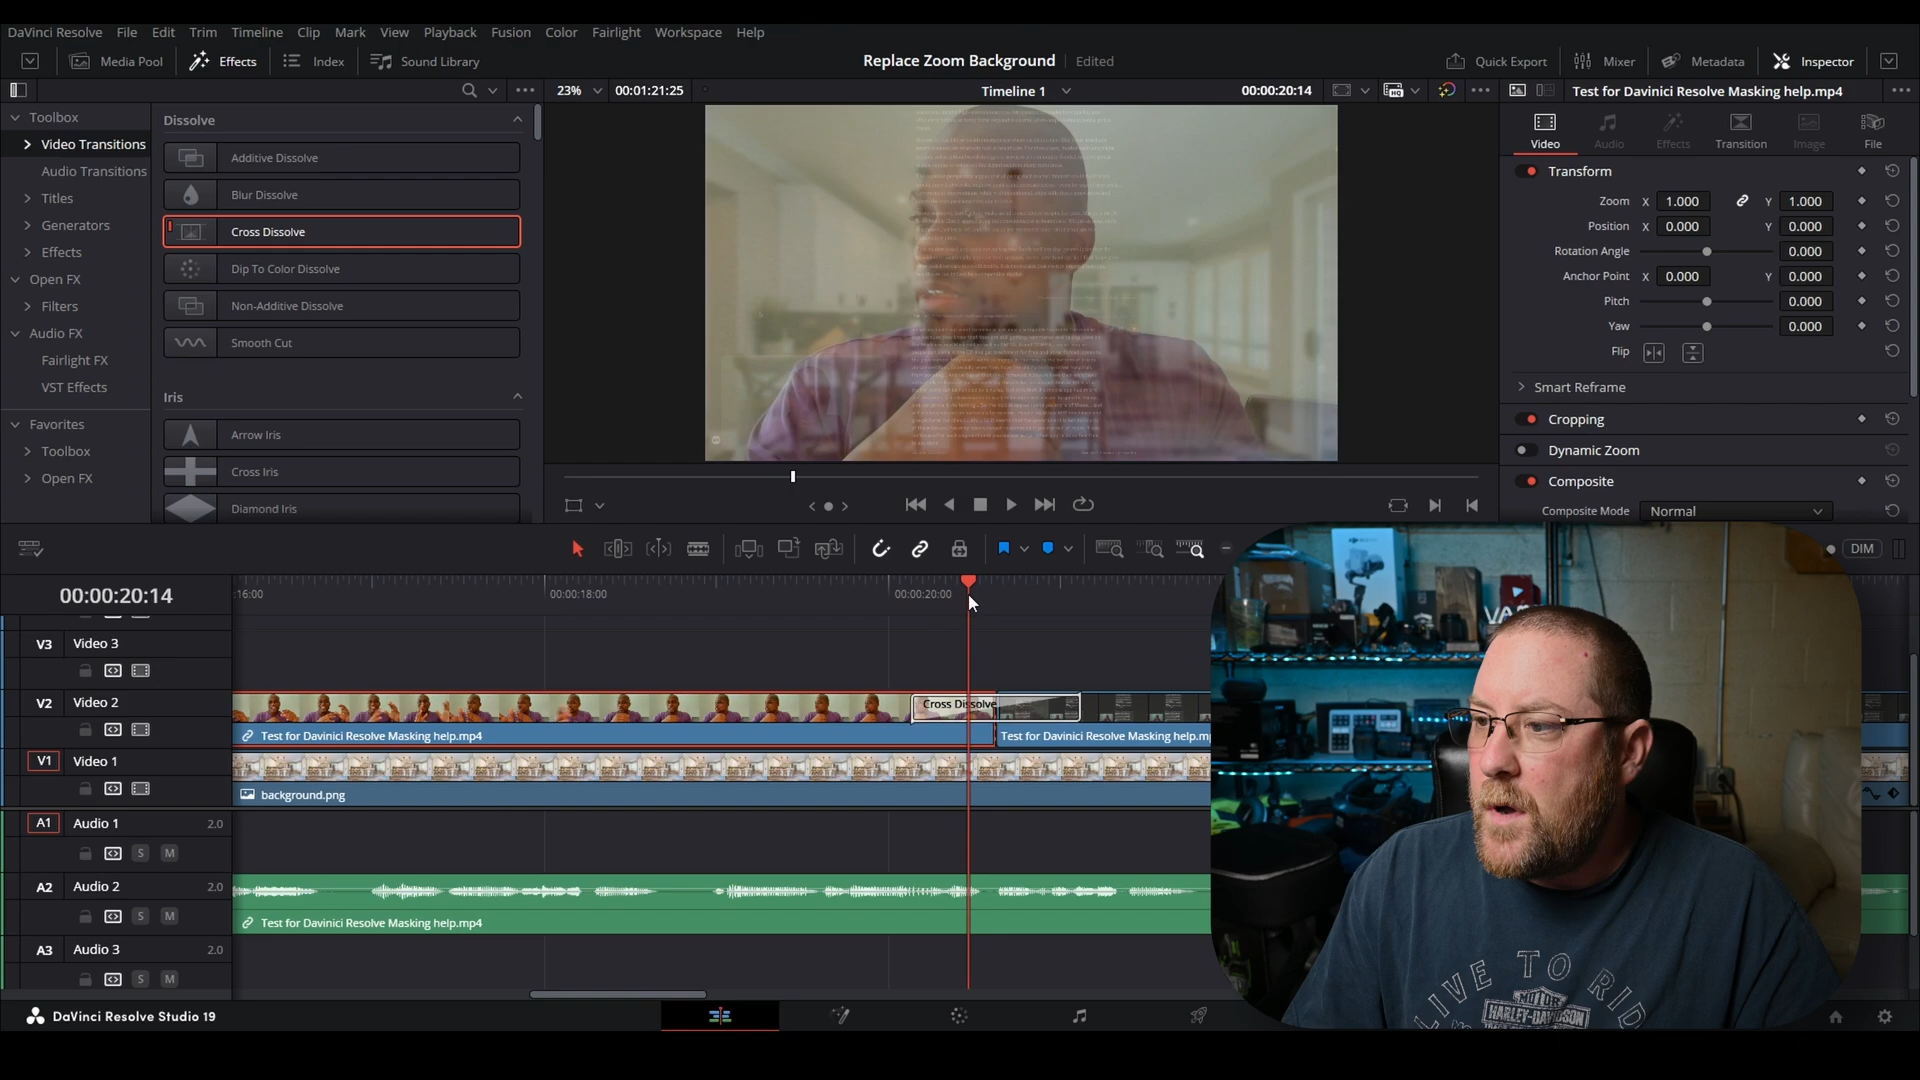 DaVinci Resolve File Edit Trim Timeline Clip Mark View Playback Fusion Color Fairlight Workspace Help
Media Pool Effects Index Sound Library Replace Zoom Background Edited Quick Export Mixer Metadata Inspector
23% 00:01:21:25 Timeline 1 00:00:20:14 Test for Davinici Resolve Masking help.mp4
Toolbox
Video Transitions
Audio Transitions
Titles
Generators
Effects
Open FX
Filters
Audio FX
Fairlight FX
VST Effects
Favorites
Toolbox
Open FX
Dissolve
Additive Dissolve
Blur Dissolve
Cross Dissolve
Dip To Color Dissolve
Non-Additive Dissolve
Smooth Cut
Iris
Arrow Iris
Cross Iris
Diamond Iris
Video Audio Effects Transition Image File
Transform
Zoom X 1.000 Y 1.000
Position X 0.000 Y 0.000
Rotation Angle 0.000
Anchor Point X 0.000 Y 0.000
Pitch 0.000
Yaw 0.000
Flip
Smart Reframe
Cropping
Dynamic Zoom
Composite
Composite Mode Normal
DIM
00:00:20:14 :16:00 00:00:18:00 00:00:20:00
V3 Video 3
V2 Video 2
Cross Dissolve
Test for Davinici Resolve Masking help.mp4 Test for Davinici Resolve Masking help.mp
V1 Video 1
background.png
A1 Audio 1 2.0
S M
A2 Audio 2 2.0
S M
Test for Davinici Resolve Masking help.mp4
A3 Audio 3 2.0
S M
DaVinci Resolve Studio 19
LIVE TO RID
MOTOR
HARLEY-DAVIDSON